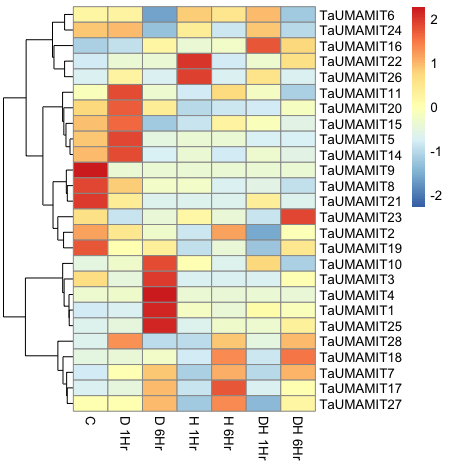 TaUMAMIT6
TaUMAMIT24
TaUMAMIT16
TaUMAMIT22
TaUMAMIT26
TaUMAMIT11
TaUMAMIT20
TaUMAMIT15
TaUMAMIT5
TaUMAMIT14
TaUMAMIT9
TaUMAMIT8
TaUMAMIT21
TaUMAMIT23
TaUMAMIT2
TaUMAMIT19
TaUMAMIT10
TaUMAMIT3
TaUMAMIT4
TaUMAMIT1
TaUMAMIT25
TaUMAMIT28
TaUMAMIT18
TaUMAMIT7
TaUMAMIT17
TaUMAMIT27
C
D 1Hr
D 6Hr
H 1Hr
H 6Hr
DH 1Hr
DH 6Hr
2
1
0
-1
-2